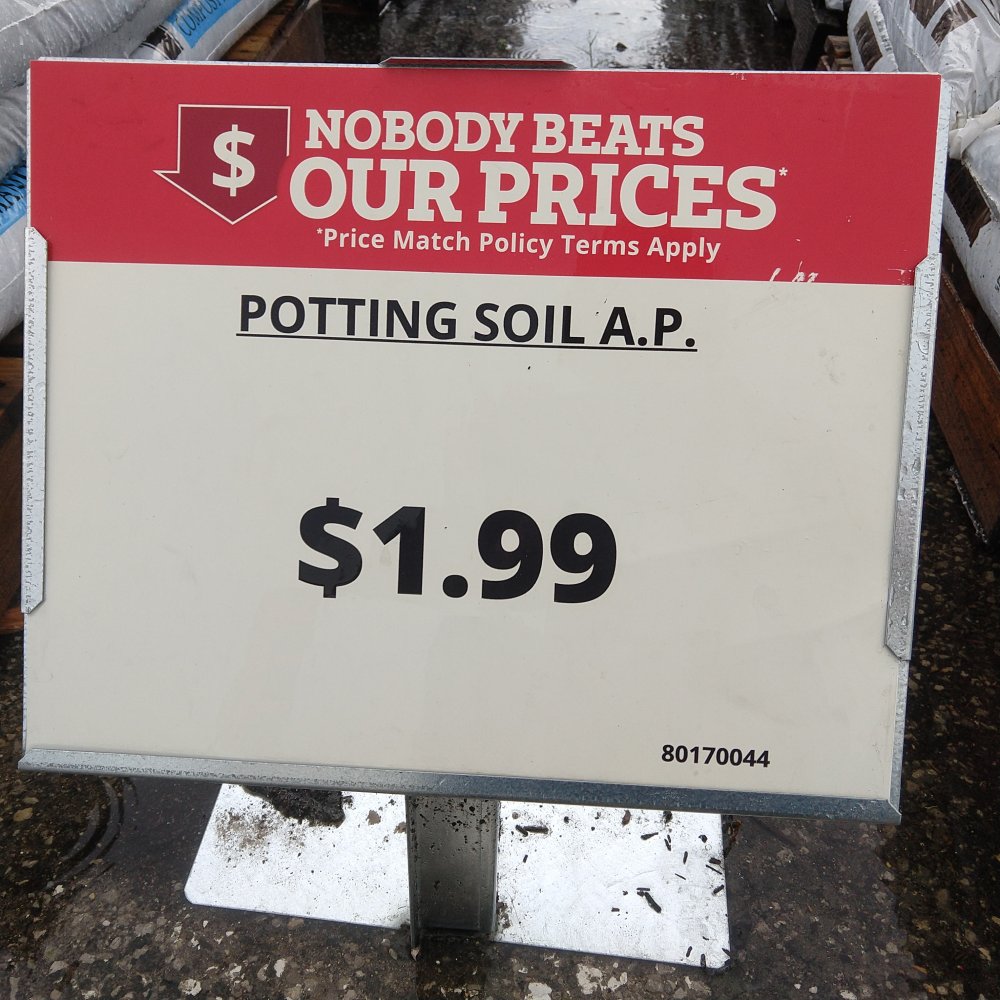 $
NOBODY BEATS
OUR PRICES*
*Price Match Policy Terms Apply
POTTING SOIL A.P.
$1.99
80170044